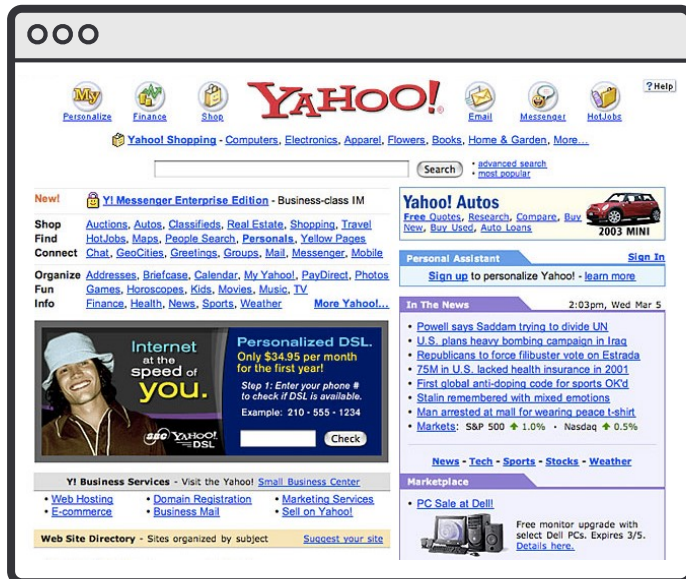 My
YAHOO!
? Help
Personalize Finance Shop Email Messenger HotJobs
Yahoo! Shopping - Computers, Electronics, Apparel, Flowers, Books, Home & Garden, More...
Search
• advanced search
• most popular
New! Y! Messenger Enterprise Edition - Business-class IM
Shop Auctions, Autos, Classifieds, Real Estate, Shopping, Travel
Find HotJobs, Maps, People Search, Personals, Yellow Pages
Connect Chat, GeoCities, Greetings, Groups, Mail, Messenger, Mobile
Organize Addresses, Briefcase, Calendar, My Yahoo!, PayDirect, Photos
Fun Games, Horoscopes, Kids, Movies, Music, TV
Info Finance, Health, News, Sports, Weather More Yahoo!...
Internet
at the
speed of
you.
SBC YAHOO! DSL
Personalized DSL.
Only $34.95 per month
for the first year!
Step 1: Enter your phone #
to check if DSL is available.
Example: 210 - 555 - 1234
Check
Y! Business Services - Visit the Yahoo! Small Business Center
• Web Hosting • Domain Registration • Marketing Services
• E-commerce • Business Mail • Sell on Yahoo!
Web Site Directory - Sites organized by subject Suggest your site
Yahoo! Autos
Free Quotes, Research, Compare, Buy
New, Buy Used, Auto Loans
2003 MINI
Personal Assistant Sign In
Sign up to personalize Yahoo! - learn more
In The News 2:03pm, Wed Mar 5
• Powell says Saddam trying to divide UN
• U.S. plans heavy bombing campaign in Iraq
• Republicans to force filibuster vote on Estrada
• 75M in U.S. lacked health insurance in 2001
• First global anti-doping code for sports OK'd
• Stalin remembered with mixed emotions
• Man arrested at mall for wearing peace t-shirt
• Markets: S&P 500 ↑ 1.0% • Nasdaq ↑ 0.5%
News - Tech - Sports - Stocks - Weather
Marketplace
• PC Sale at Dell!
Free monitor upgrade with
select Dell PCs. Expires 3/5.
Details here.